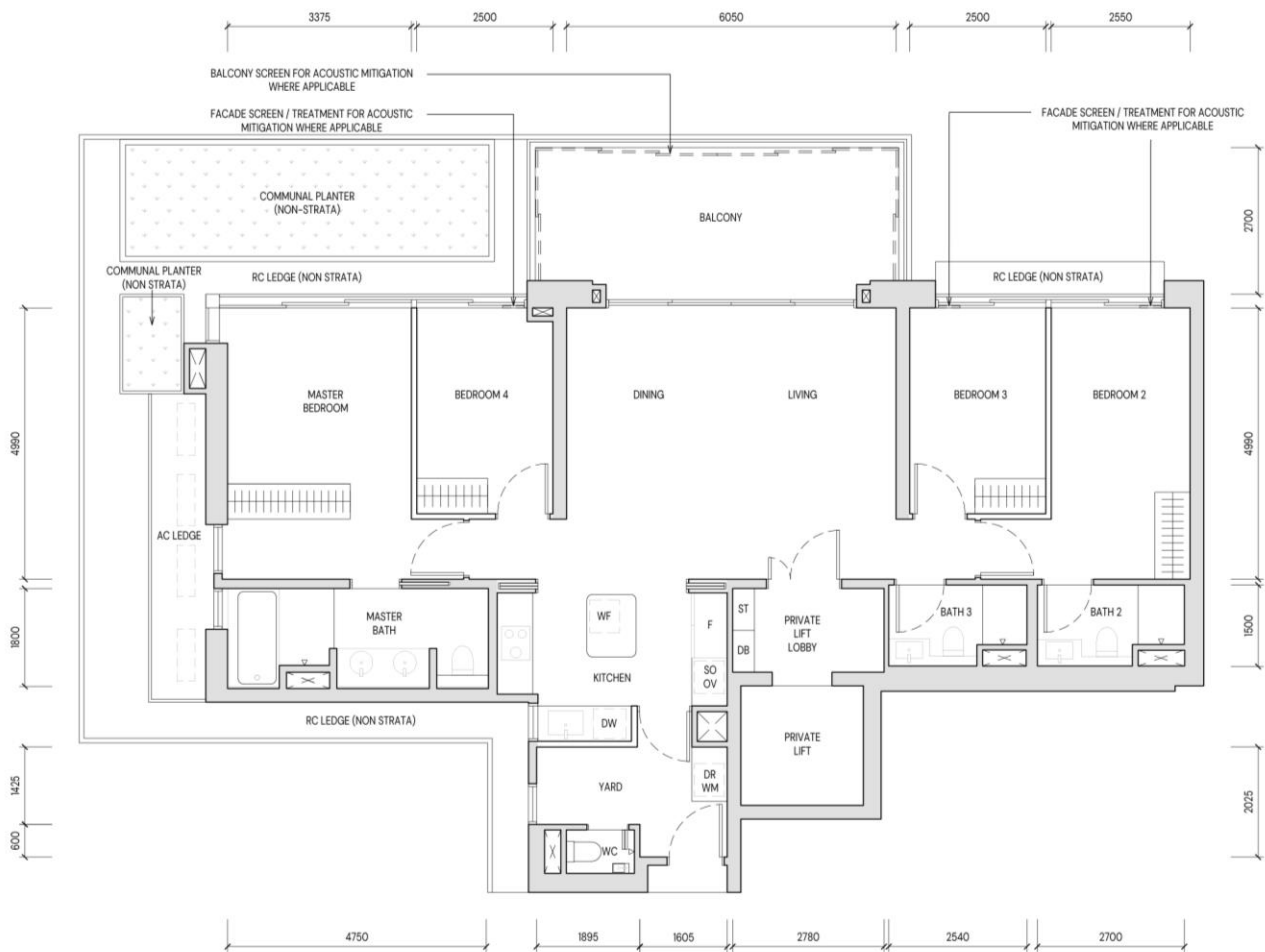 3375
2500
6050
2500
2550
BALCONY SCREEN FOR ACOUSTIC MITIGATION
WHERE APPLICABLE
FACADE SCREEN / TREATMENT FOR ACOUSTIC
MITIGATION WHERE APPLICABLE
FACADE SCREEN / TREATMENT FOR ACOUSTIC
MITIGATION WHERE APPLICABLE
COMMUNAL PLANTER
(NON-STRATA)
BALCONY
2700
COMMUNAL PLANTER
(NON STRATA)
RC LEDGE (NON STRATA)
RC LEDGE (NON STRATA)
MASTER
BEDROOM
BEDROOM 4
DINING
LIVING
BEDROOM 3
BEDROOM 2
4990
4990
AC LEDGE
MASTER
BATH
WF
F
ST
PRIVATE
LIFT
LOBBY
BATH 3
BATH 2
1800
1500
DB
KITCHEN
SO
OV
RC LEDGE (NON STRATA)
DW
PRIVATE
LIFT
YARD
DR
WM
1425
2025
600
WC
4750
1895
1605
2780
2540
2700